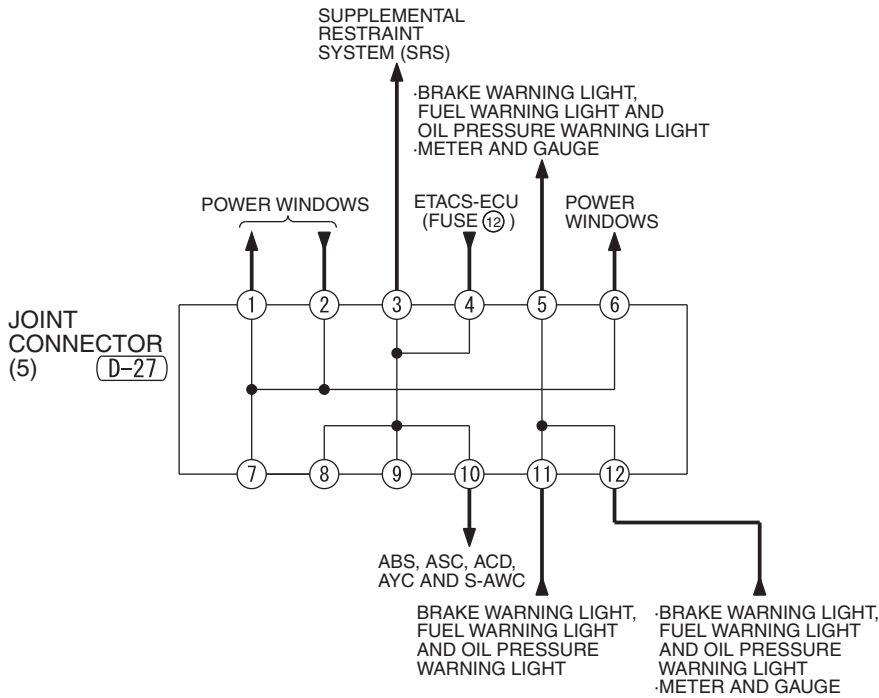 SUPPLEMENTAL
RESTRAINT
SYSTEM (SRS)
·BRAKE WARNING LIGHT,
FUEL WARNING LIGHT AND
OIL PRESSURE WARNING LIGHT
·METER AND GAUGE
POWER WINDOWS
ETACS-ECU
(FUSE ⑫ )
POWER
WINDOWS
1 2 3 4 5 6
JOINT
CONNECTOR
(5) D-27
7 8 9 10 11 12
ABS, ASC, ACD,
AYC AND S-AWC
BRAKE WARNING LIGHT,
FUEL WARNING LIGHT
AND OIL PRESSURE
WARNING LIGHT
·BRAKE WARNING LIGHT,
FUEL WARNING LIGHT
AND OIL PRESSURE
WARNING LIGHT
·METER AND GAUGE